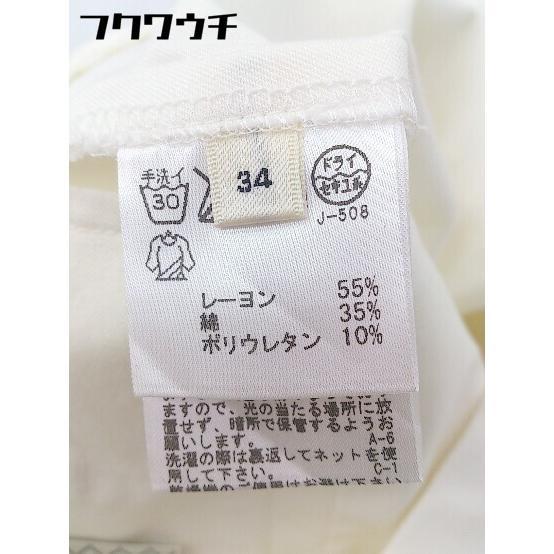 フクワウチ
手洗イ
30
34
ドライ
セキユ系
J-508
レーヨン 55%
綿 35%
ポリウレタン 10%
ますので、光の当たる場所に放
置せず、暗所で保管するようお
願いします。 A-6
洗濯の際は裏返してネットを使
用して下さい。 C-1